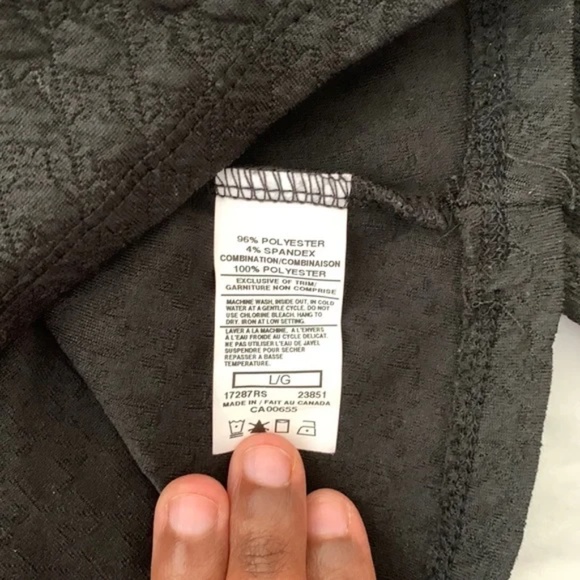 96% POLYESTER
4% SPANDEX
COMBINATION/COMBINAISON
100% POLYESTER
EXCLUSIVE OF TRIM/
GARNITURE NON COMPRISE
MACHINE WASH, INSIDE OUT, IN COLD
WATER AT A GENTLE CYCLE. DO NOT
USE CHLORINE BLEACH. HANG TO
DRY. IRON AT LOW SETTING.
LAVER A LA MACHINE, A L'ENVERS
A L'EAU FROIDE AU CYCLE DELICAT.
NE PAS UTILISER L'EAU DE JAVEL
SUSPENDRE POUR SECHER
REPASSER A BASSE
TEMPERATURE.
L/G
17287RS 23851
MADE IN / FAIT AU CANADA
CA00655